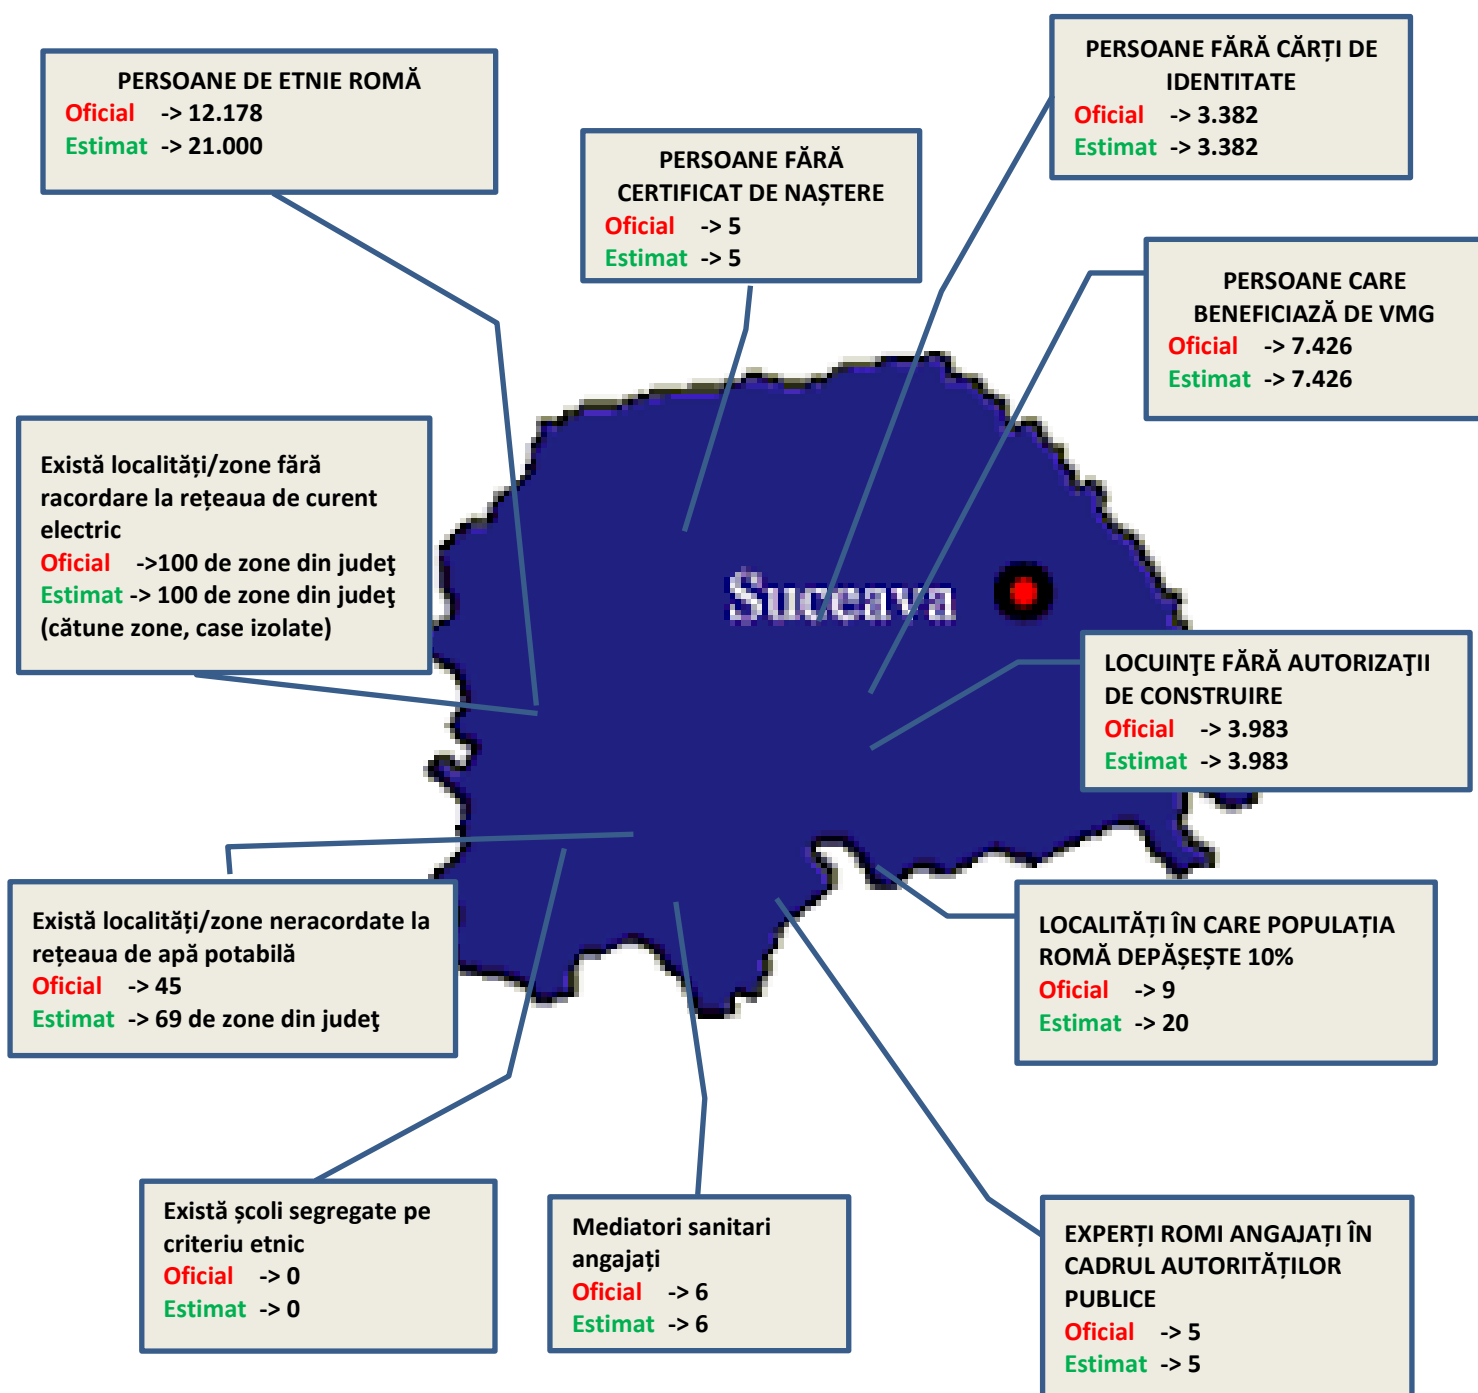 PERSOANE DE ETNIE ROMĂ
Oficial -> 12.178
Estimat -> 21.000
PERSOANE FĂRĂ CĂRȚI DE
IDENTITATE
Oficial -> 3.382
Estimat -> 3.382
PERSOANE FĂRĂ
CERTIFICAT DE NAȘTERE
Oficial -> 5
Estimat -> 5
PERSOANE CARE
BENEFICIAZĂ DE VMG
Oficial -> 7.426
Estimat -> 7.426
Există localități/zone fără
racordare la rețeaua de curent
electric
Oficial ->100 de zone din judeţ
Estimat -> 100 de zone din judeţ
(cătune zone, case izolate)
Suceava
LOCUINŢE FĂRĂ AUTORIZAŢII
DE CONSTRUIRE
Oficial -> 3.983
Estimat -> 3.983
Există localități/zone neracordate la
rețeaua de apă potabilă
Oficial -> 45
Estimat -> 69 de zone din judeţ
LOCALITĂȚI ÎN CARE POPULAȚIA
ROMĂ DEPĂȘEȘTE 10%
Oficial -> 9
Estimat -> 20
Există școli segregate pe
criteriu etnic
Oficial -> 0
Estimat -> 0
Mediatori sanitari
angajați
Oficial -> 6
Estimat -> 6
EXPERȚI ROMI ANGAJAȚI ÎN
CADRUL AUTORITĂȚILOR
PUBLICE
Oficial -> 5
Estimat -> 5